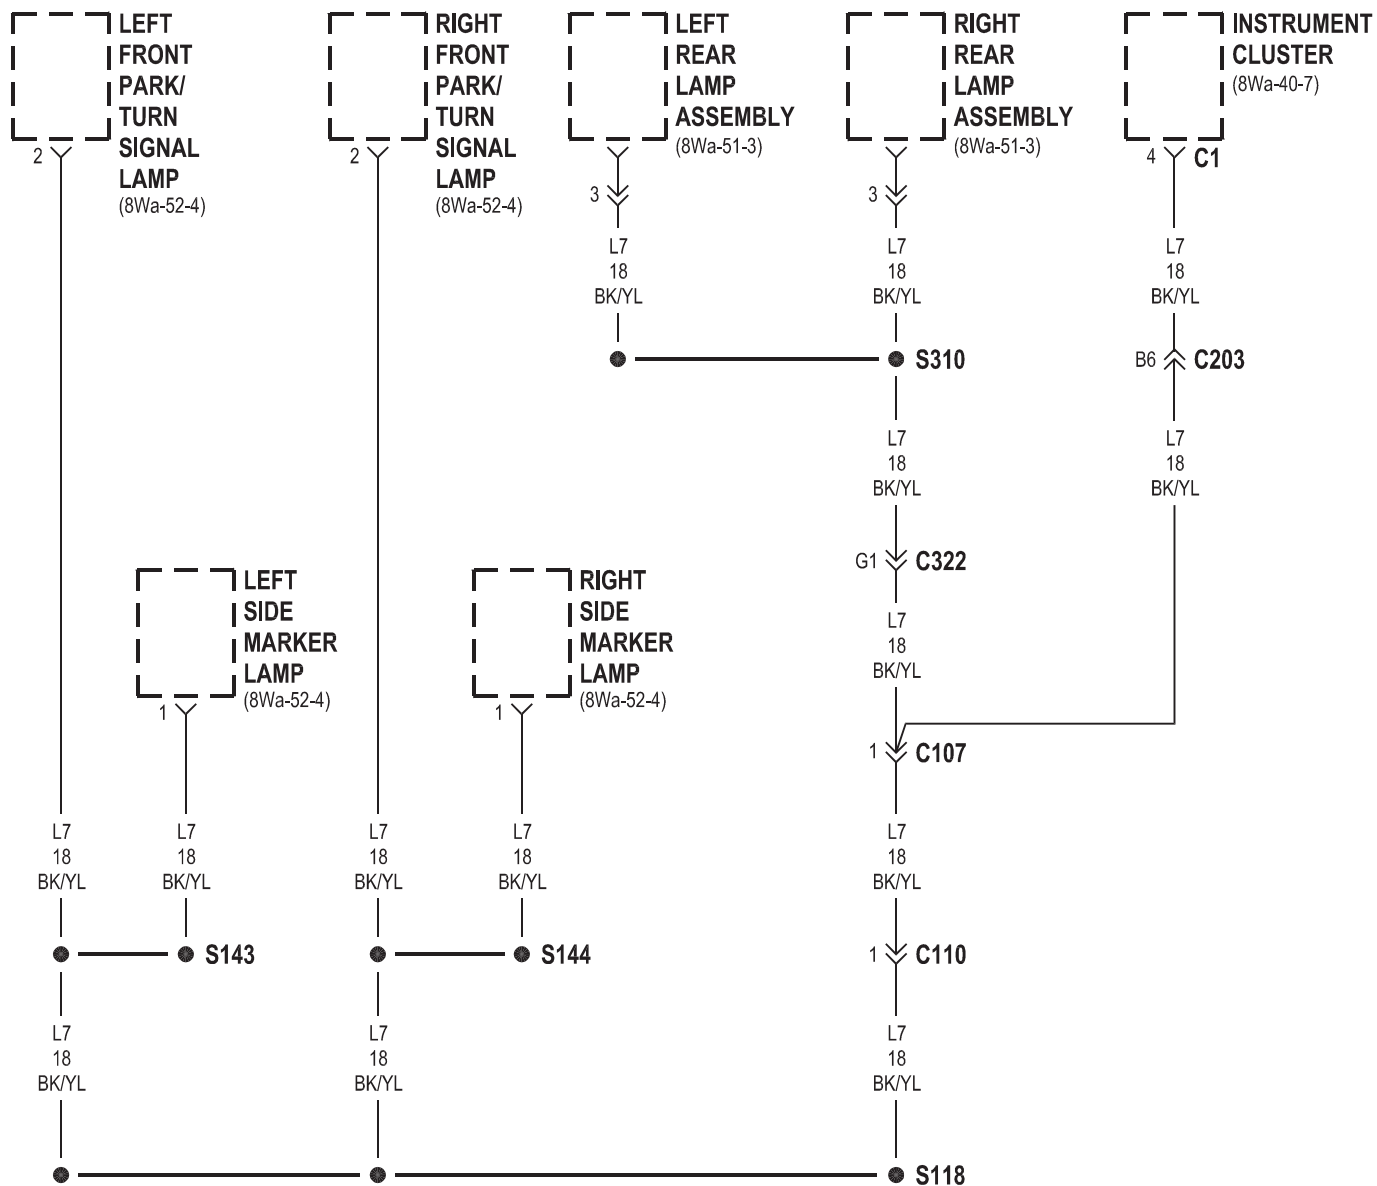 LEFT
FRONT
PARK/
TURN
SIGNAL
LAMP
(8Wa-52-4)
2
RIGHT
FRONT
PARK/
TURN
SIGNAL
LAMP
(8Wa-52-4)
2
LEFT
REAR
LAMP
ASSEMBLY
(8Wa-51-3)
3
RIGHT
REAR
LAMP
ASSEMBLY
(8Wa-51-3)
3
INSTRUMENT
CLUSTER
(8Wa-40-7)
4 C1
L7
18
BK/YL
L7
18
BK/YL
L7
18
BK/YL
S310
B6 C203
L7
18
BK/YL
L7
18
BK/YL
G1 C322
LEFT
SIDE
MARKER
LAMP
(8Wa-52-4)
1
RIGHT
SIDE
MARKER
LAMP
(8Wa-52-4)
1
L7
18
BK/YL
1 C107
L7
18
BK/YL
L7
18
BK/YL
L7
18
BK/YL
L7
18
BK/YL
L7
18
BK/YL
S143
S144
1 C110
L7
18
BK/YL
L7
18
BK/YL
L7
18
BK/YL
S118